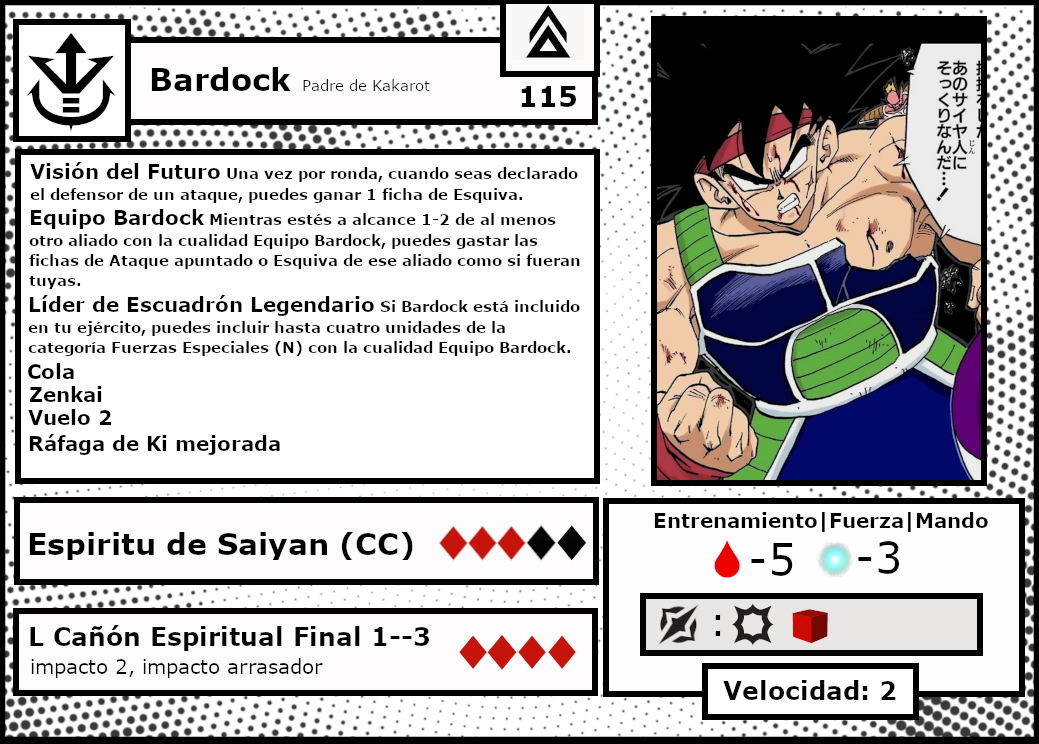 Bardock Padre de Kakarot
115
Visión del Futuro Una vez por ronda, cuando seas declarado
el defensor de un ataque, puedes ganar 1 ficha de Esquiva.
Equipo Bardock Mientras estés a alcance 1-2 de al menos
otro aliado con la cualidad Equipo Bardock, puedes gastar las
fichas de Ataque apuntado o Esquiva de ese aliado como si fueran
tuyas.
Líder de Escuadrón Legendario Si Bardock está incluido
en tu ejército, puedes incluir hasta cuatro unidades de la
categoría Fuerzas Especiales (N) con la cualidad Equipo Bardock.
Cola
Zenkai
Vuelo 2
Ráfaga de Ki mejorada
あのサイヤ人に
そっくりなんだ…！
じん
Espiritu de Saiyan (CC)
L Cañón Espiritual Final 1--3
impacto 2, impacto arrasador
Entrenamiento|Fuerza|Mando
-5 -3
:
Velocidad: 2